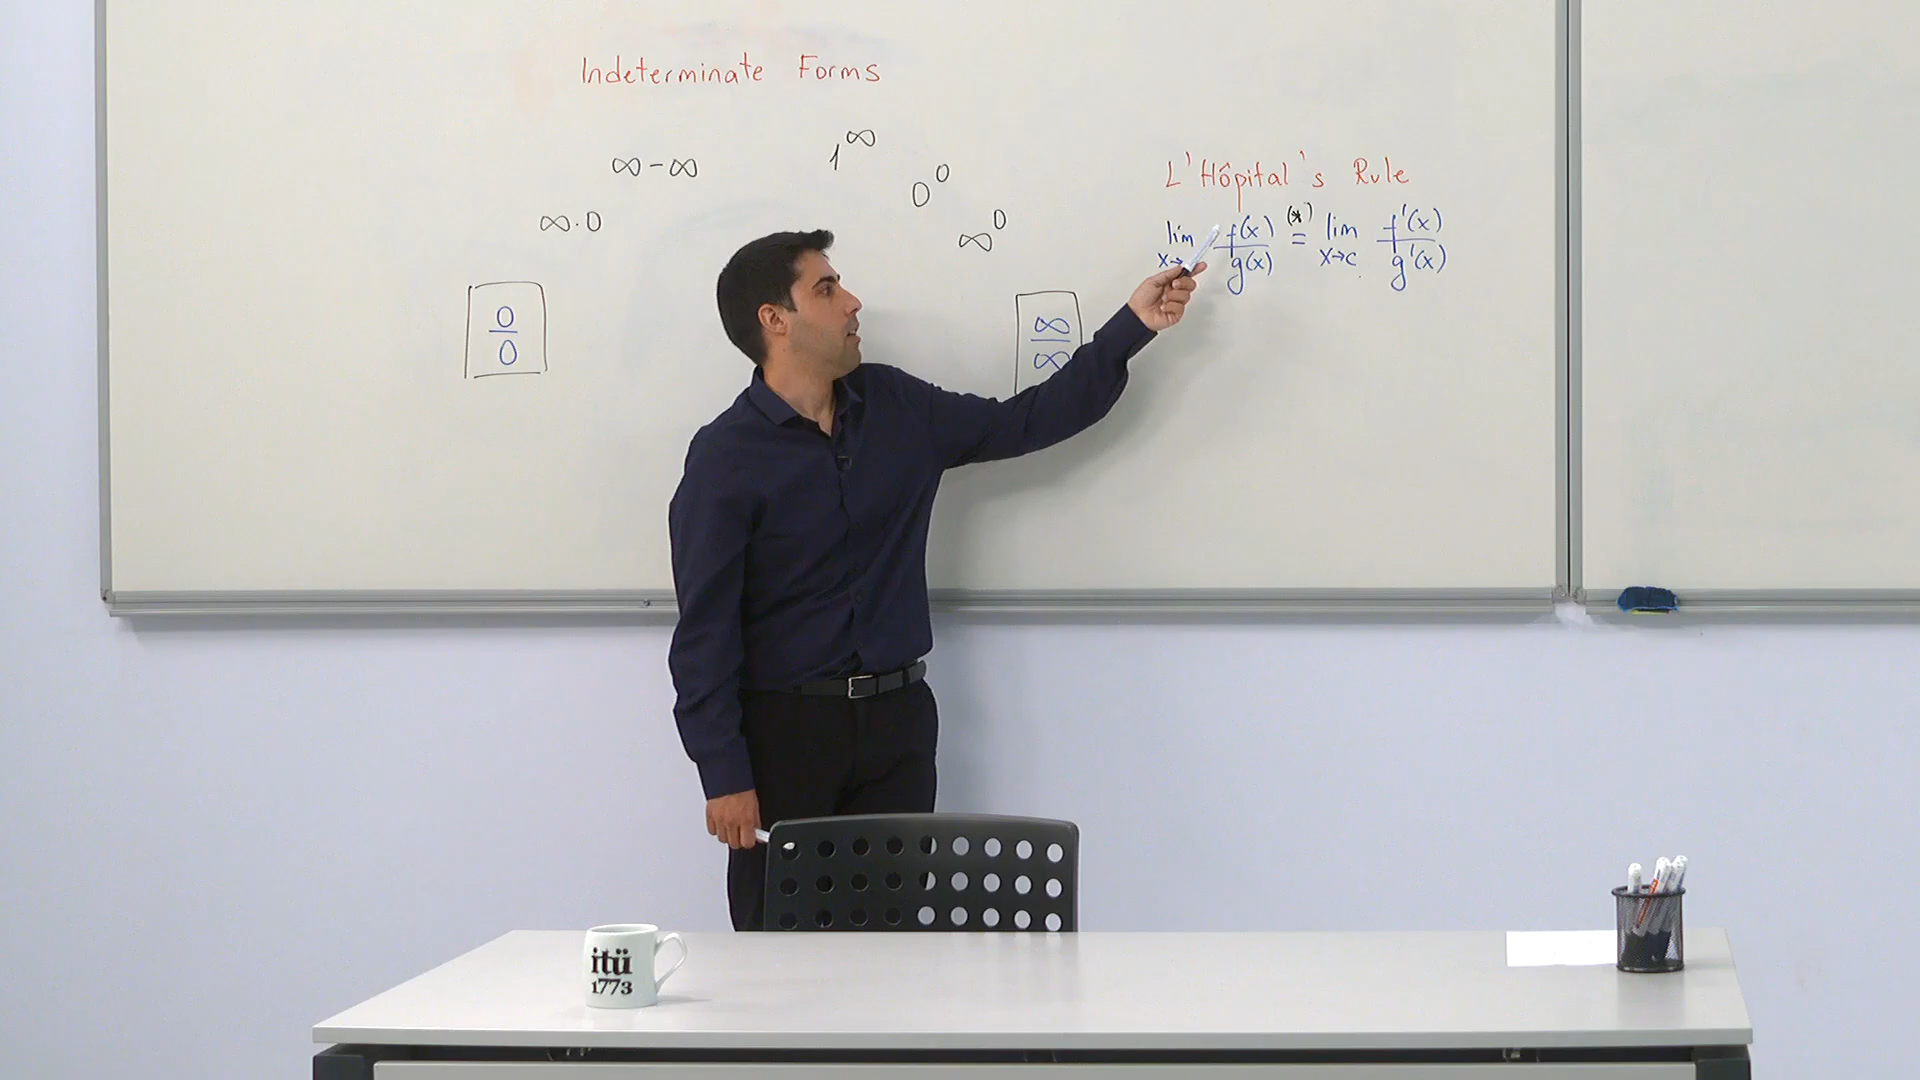 Indeterminate Forms
∞ - ∞
1^∞
0^0
∞ . 0
∞^0
0/0
∞/∞
L'Hôpital's Rule
lim x→ f(x)/g(x) (*)= lim x→c f'(x)/g'(x)
itü
1773